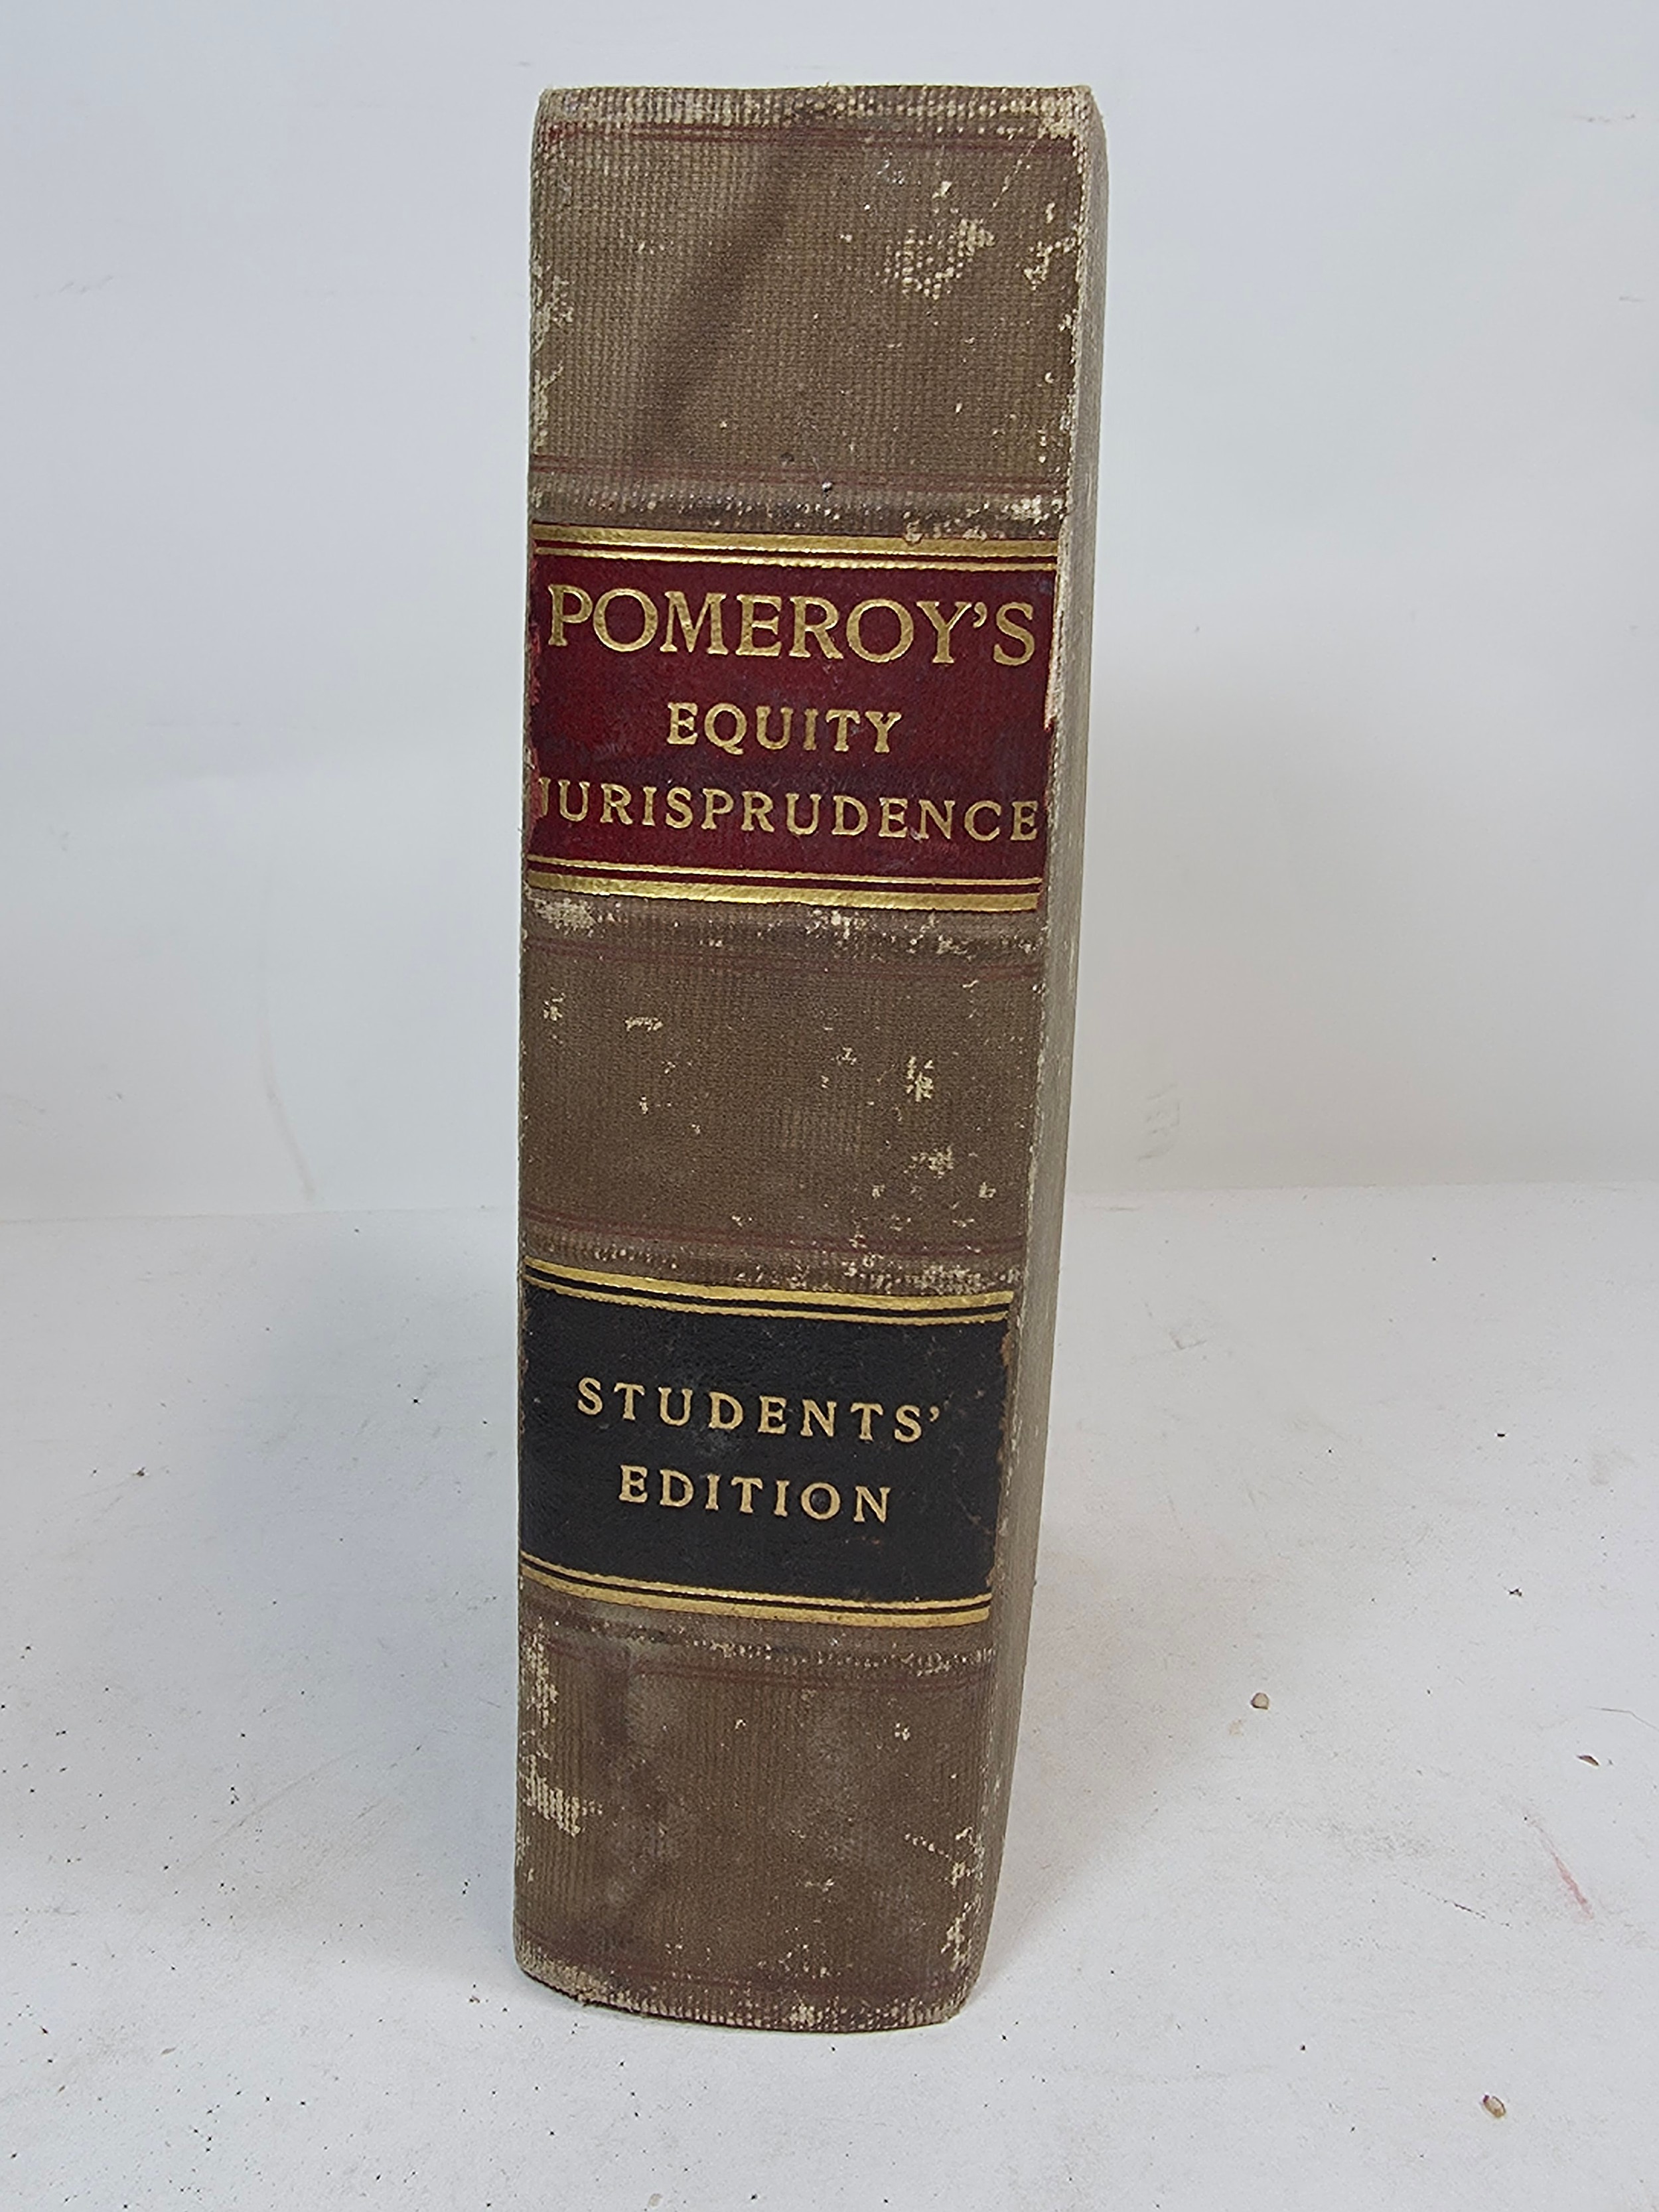 POMEROY'S
EQUITY
JURISPRUDENCE
STUDENTS'
EDITION